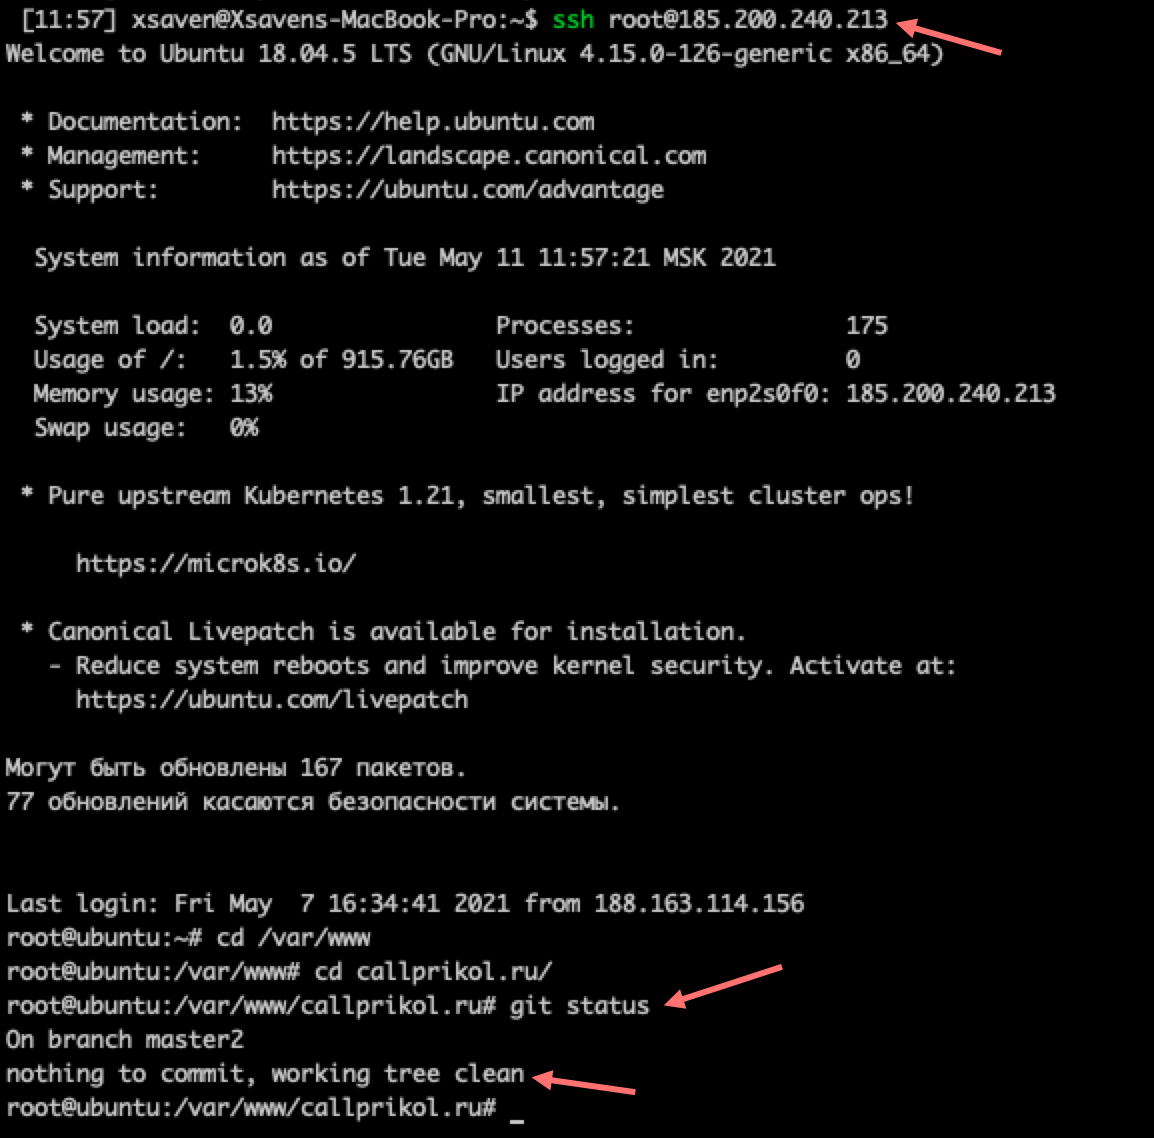 [11:57] xsaven@Xsavens-MacBook-Pro:~$ ssh root@185.200.240.213
Welcome to Ubuntu 18.04.5 LTS (GNU/Linux 4.15.0-126-generic x86_64)
* Documentation: https://help.ubuntu.com
* Management: https://landscape.canonical.com
* Support: https://ubuntu.com/advantage
System information as of Tue May 11 11:57:21 MSK 2021
System load: 0.0 Processes: 175
Usage of /: 1.5% of 915.76GB Users logged in: 0
Memory usage: 13% IP address for enp2s0f0: 185.200.240.213
Swap usage: 0%
* Pure upstream Kubernetes 1.21, smallest, simplest cluster ops!
https://microk8s.io/
* Canonical Livepatch is available for installation.
- Reduce system reboots and improve kernel security. Activate at:
https://ubuntu.com/livepatch
Могут быть обновлены 167 пакетов.
77 обновлений касаются безопасности системы.
Last login: Fri May 7 16:34:41 2021 from 188.163.114.156
root@ubuntu:~# cd /var/www
root@ubuntu:/var/www# cd callprikol.ru/
root@ubuntu:/var/www/callprikol.ru# git status
On branch master2
nothing to commit, working tree clean
root@ubuntu:/var/www/callprikol.ru# _